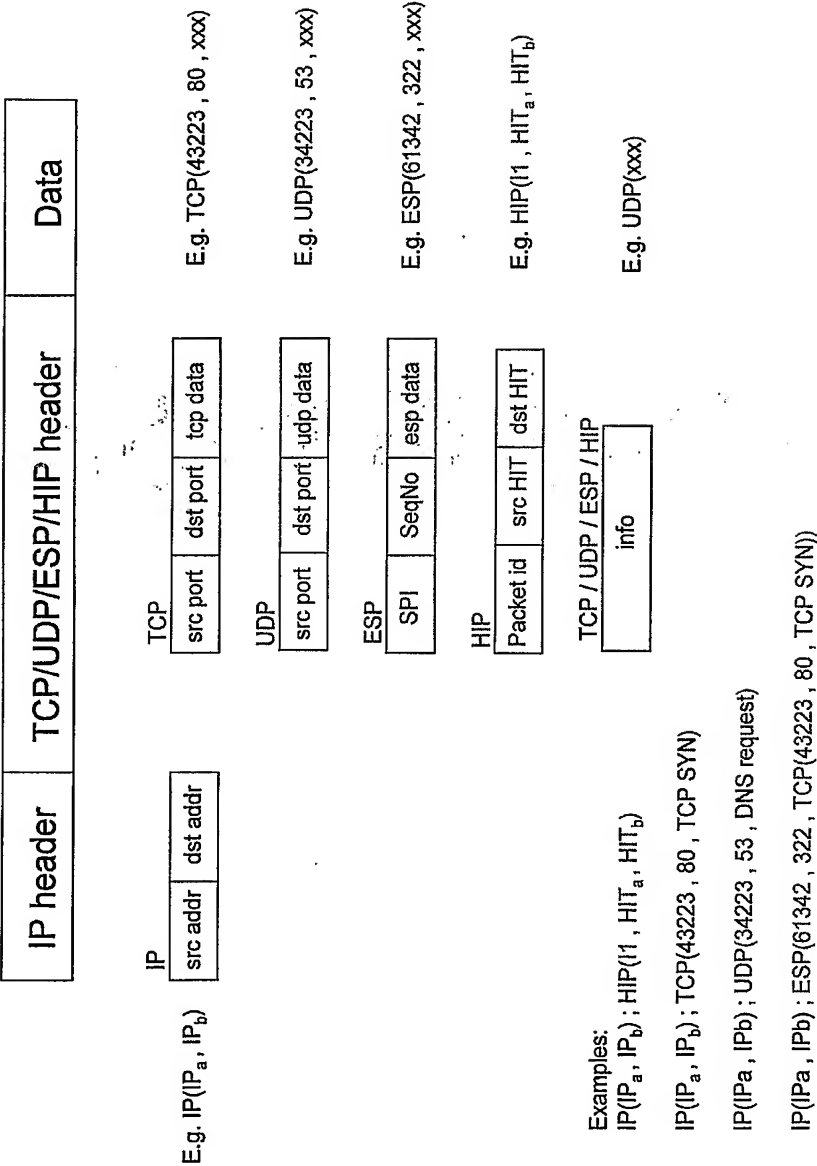 IP header TCP/UDP/ESP/HIP header Data
IP
E.g. IP(IPa , IPb)
src addr dst addr
TCP
src port dst port tcp data
E.g. TCP(43223 , 80 , xxx)
UDP
src port dst port udp data
E.g. UDP(34223 , 53 , xxx)
ESP
SPI SeqNo esp data
E.g. ESP(61342 , 322 , xxx)
HIP
Packet id src HIT dst HIT
E.g. HIP(I1 , HITa , HITb)
TCP / UDP / ESP / HIP
info
E.g. UDP(xxx)
Examples:
IP(IPa , IPb) ; HIP(I1 , HITa , HITb)
IP(IPa , IPb) ; TCP(43223 , 80 , TCP SYN)
IP(IPa , IPb) ; UDP(34223 , 53 , DNS request)
IP(IPa , IPb) ; ESP(61342 , 322 , TCP(43223 , 80 , TCP SYN))